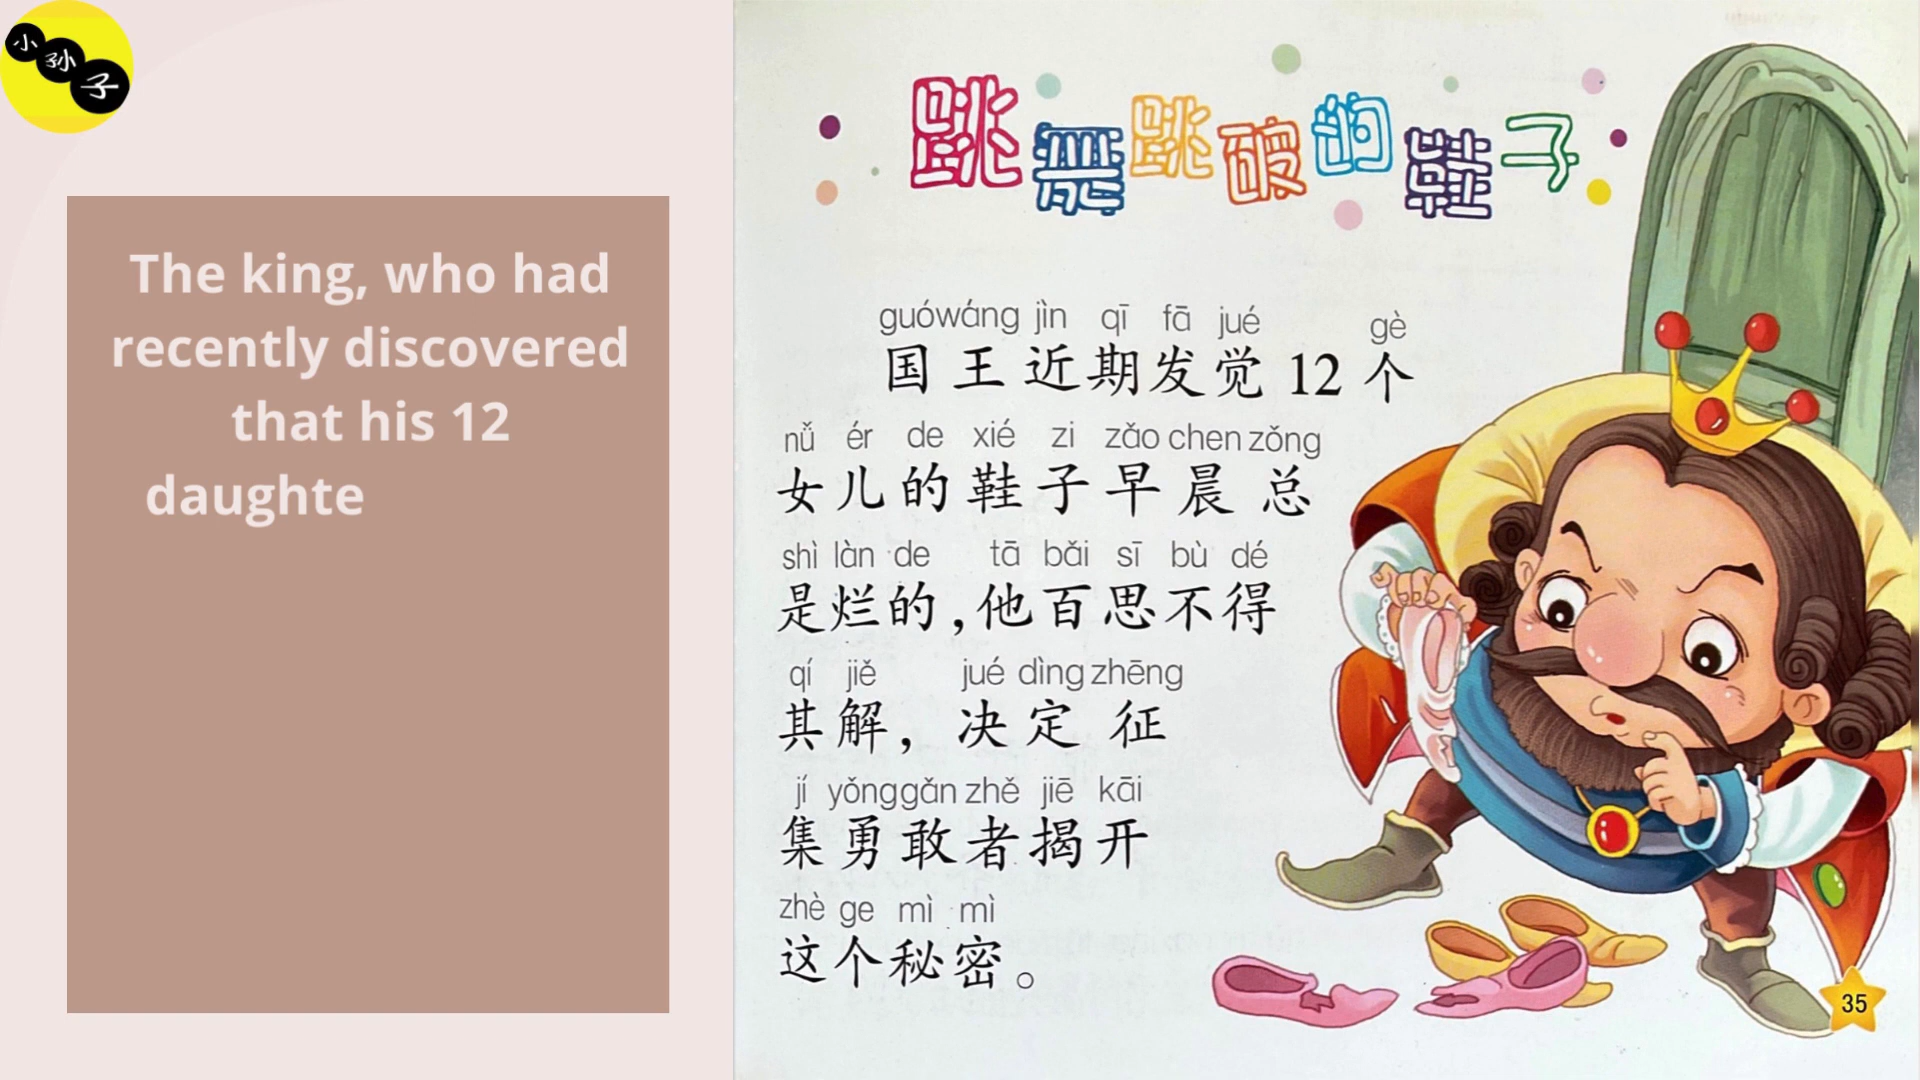 小孙子
The king, who had
recently discovered
that his 12
daughte
跳舞跳破的鞋子
guówáng jìn qī fā jué gè
国王近期发觉12个
nǚ ér de xié zi zǎo chen zǒng
女儿的鞋子早晨总
shì làn de tā bǎi sī bù dé
是烂的,他百思不得
qí jiě jué dìng zhēng
其解,决定征
jí yǒng gǎn zhě jiē kāi
集勇敢者揭开
zhè ge mì mì
这个秘密。
35